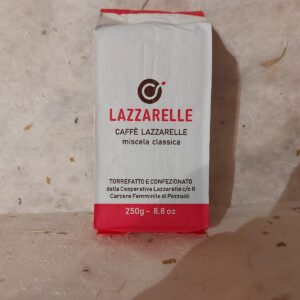 LAZZARELLE
CAFFÈ LAZZARELLE
miscela classica
TORREFATTO E CONFEZIONATO
dalla Cooperativa Lazzarelle c/o il
Carcere Femminile di Pozzuoli
250g - 8.8 oz